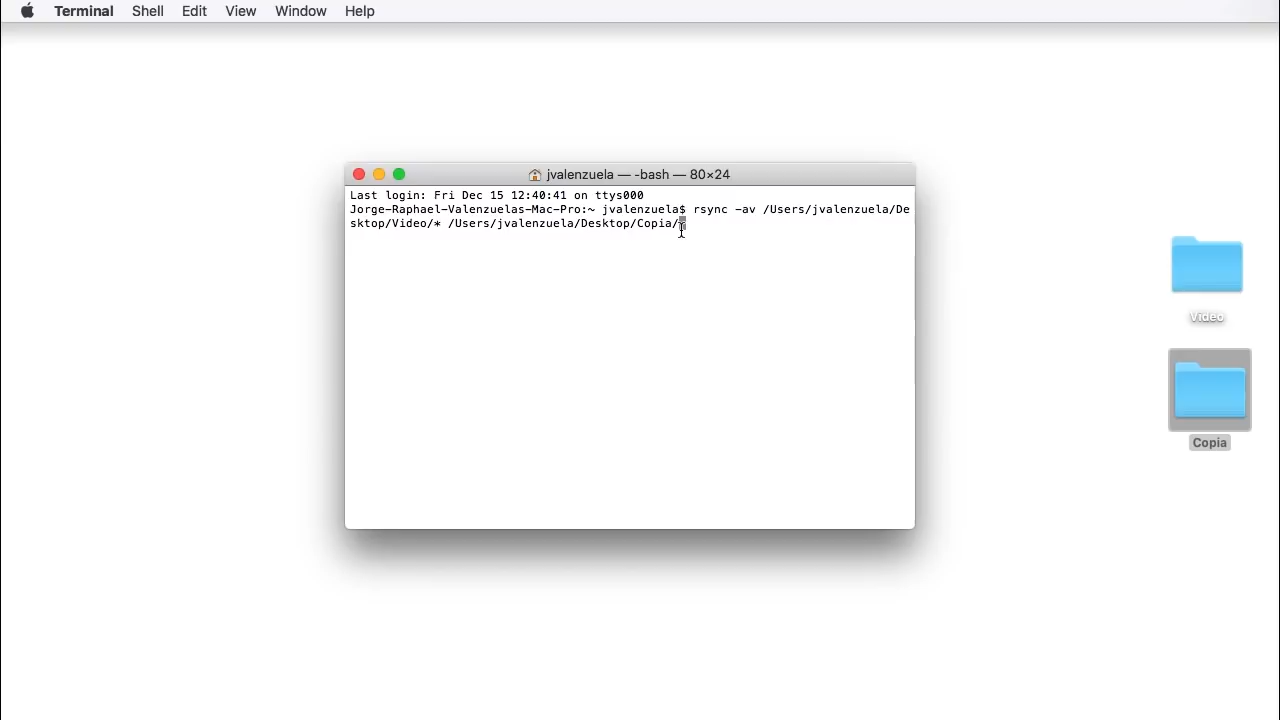 Terminal Shell Edit View Window Help
jvalenzuela — -bash — 80×24
Last login: Fri Dec 15 12:40:41 on ttys000
Jorge-Raphael-Valenzuelas-Mac-Pro:~ jvalenzuela$ rsync -av /Users/jvalenzuela/De
sktop/Video/* /Users/jvalenzuela/Desktop/Copia/
Video
Copia